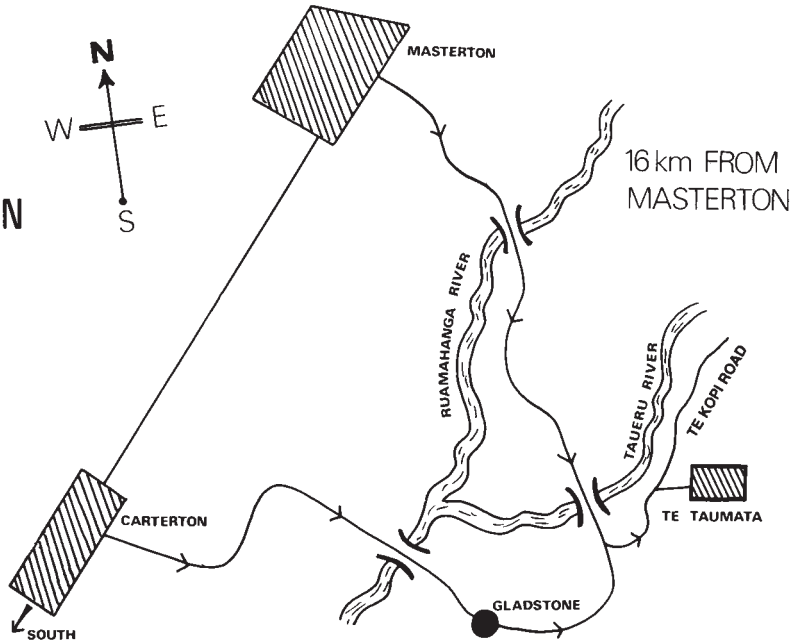 MASTERTON
N
W E
S
N
16 km FROM
MASTERTON
RUAMAHANGA RIVER
TAUERU RIVER
TE KOPI ROAD
CARTERTON
TE TAUMATA
GLADSTONE
SOUTH